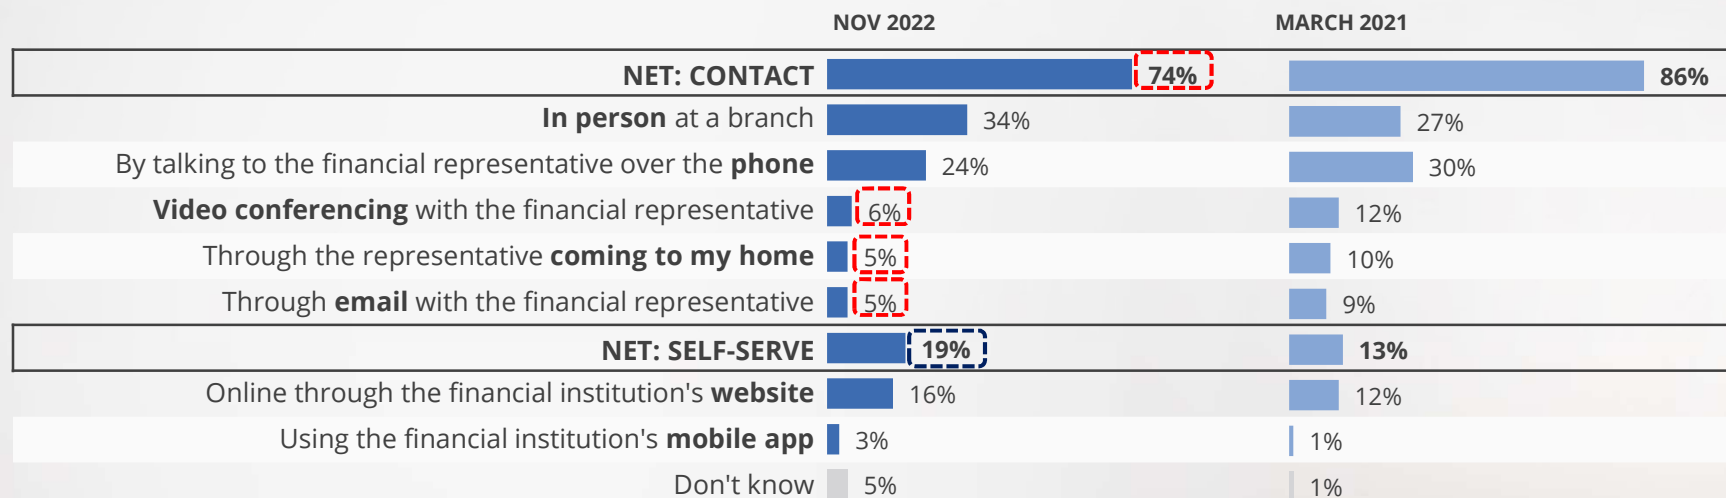 NOV 2022 MARCH 2021
NET: CONTACT 74% 86%
In person at a branch 34% 27%
By talking to the financial representative over the phone 24% 30%
Video conferencing with the financial representative 6% 12%
Through the representative coming to my home 5% 10%
Through email with the financial representative 5% 9%
NET: SELF-SERVE 19% 13%
Online through the financial institution's website 16% 12%
Using the financial institution's mobile app 3% 1%
Don't know 5% 1%